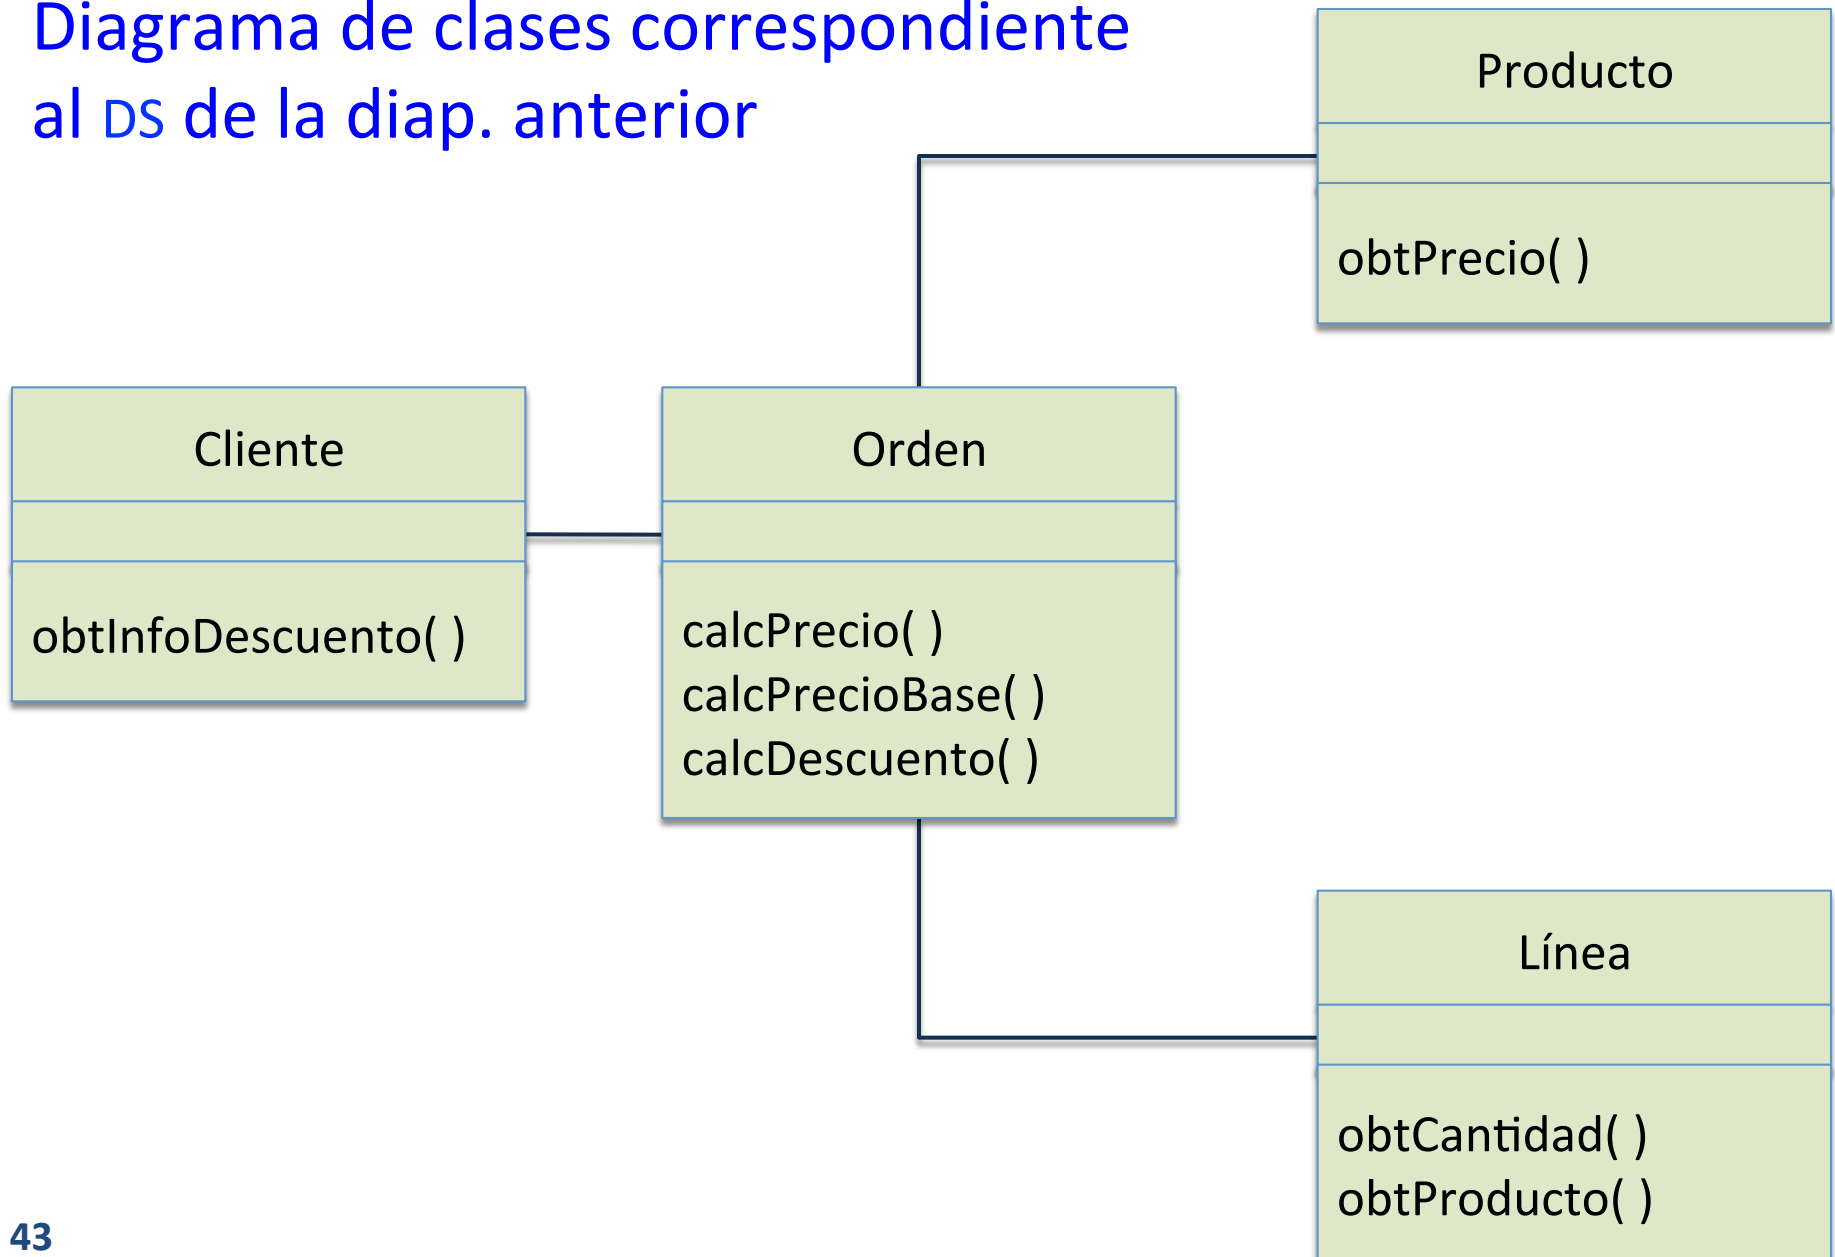 Diagrama de clases correspondiente
al DS de la diap. anterior
Producto
obtPrecio( )
Cliente
obtInfoDescuento( )
Orden
calcPrecio( )
calcPrecioBase( )
calcDescuento( )
Línea
obtCantidad( )
obtProducto( )
43